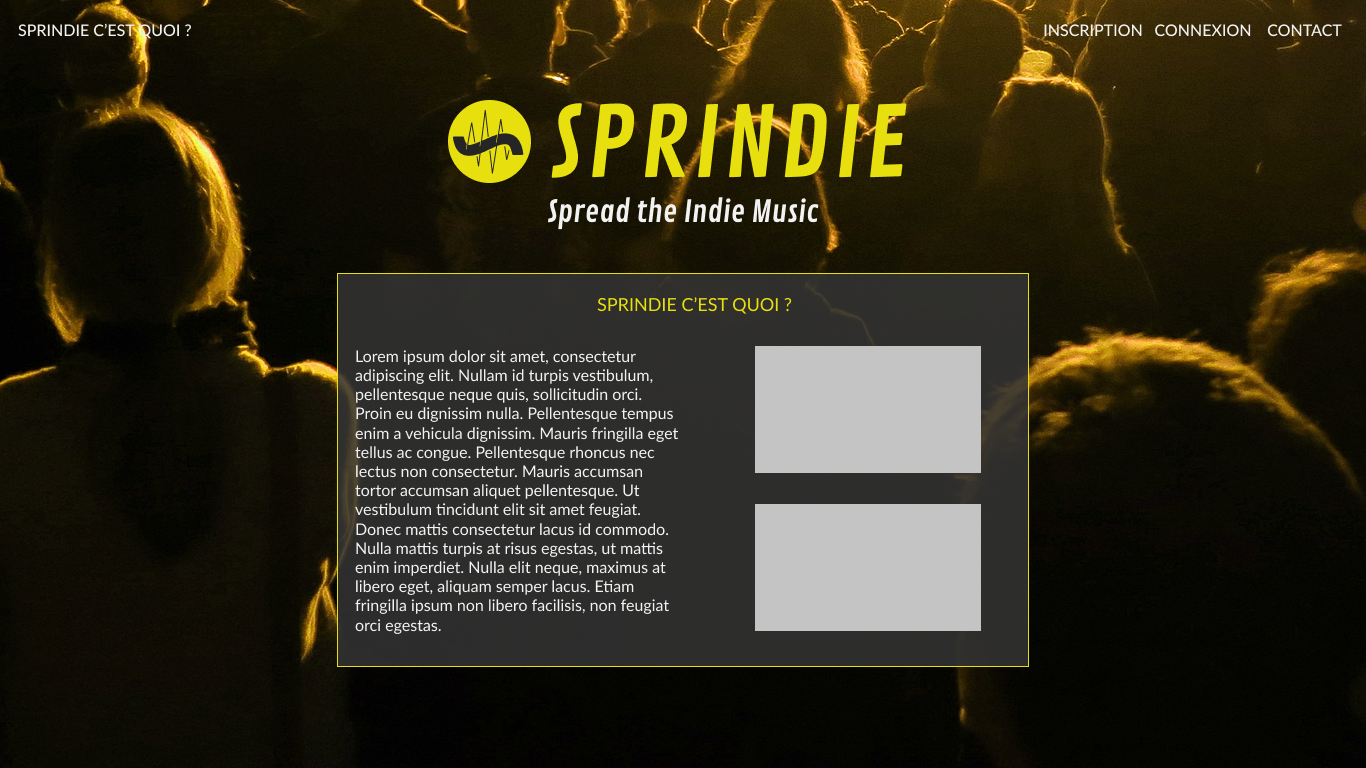 SPRINDIE C’EST QUOI ?
INSCRIPTION CONNEXION CONTACT
SPRINDIE
Spread the Indie Music
SPRINDIE C’EST QUOI ?
Lorem ipsum dolor sit amet, consectetur
adipiscing elit. Nullam id turpis vestibulum,
pellentesque neque quis, sollicitudin orci.
Proin eu dignissim nulla. Pellentesque tempus
enim a vehicula dignissim. Mauris fringilla eget
tellus ac congue. Pellentesque rhoncus nec
lectus non consectetur. Mauris accumsan
tortor accumsan aliquet pellentesque. Ut
vestibulum tincidunt elit sit amet feugiat.
Donec mattis consectetur lacus id commodo.
Nulla mattis turpis at risus egestas, ut mattis
enim imperdiet. Nulla elit neque, maximus at
libero eget, aliquam semper lacus. Etiam
fringilla ipsum non libero facilisis, non feugiat
orci egestas.